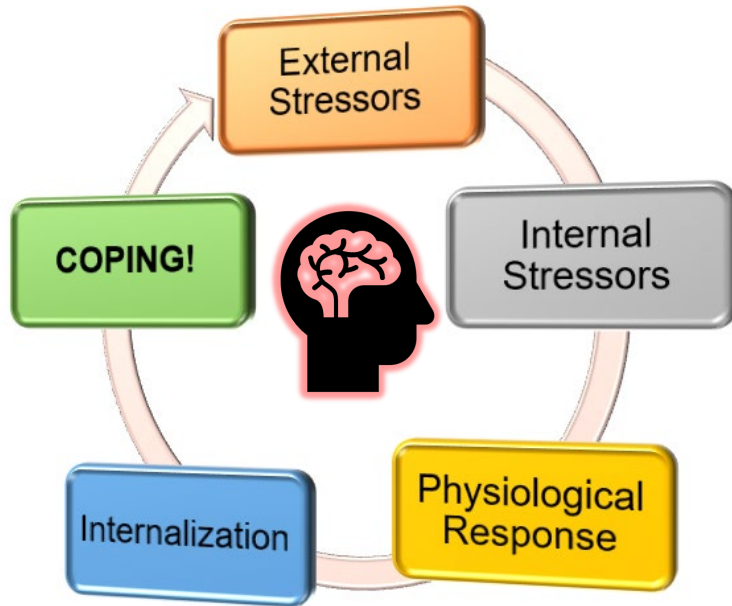 External
Stressors
Internal
Stressors
Physiological
Response
Internalization
COPING!